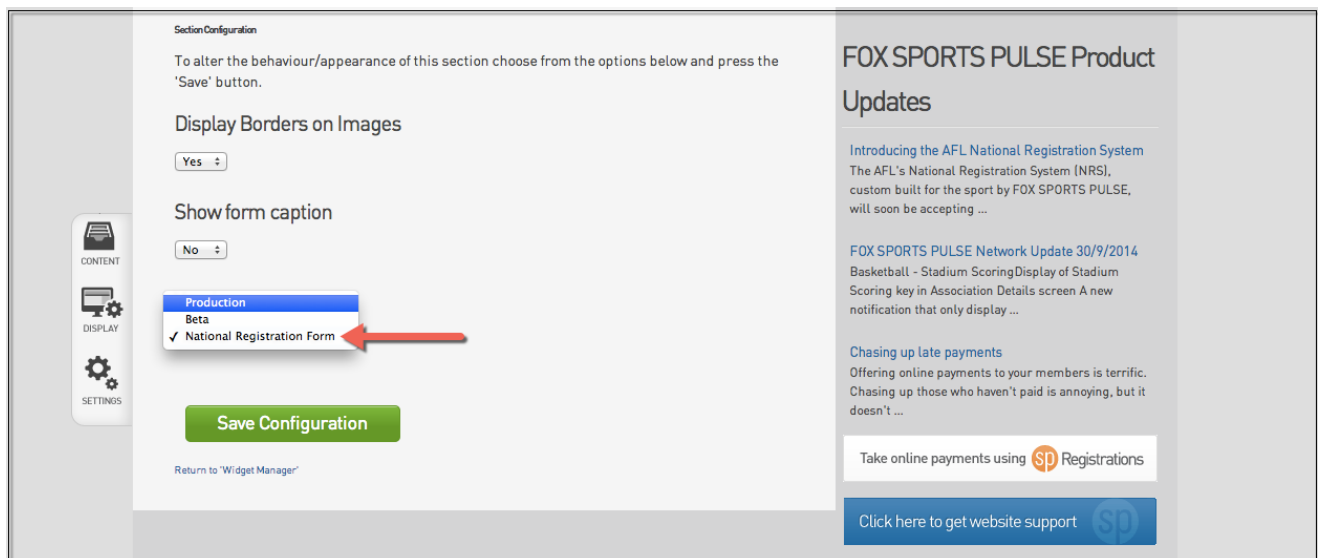 Section Configuration
To alter the behaviour/appearance of this section choose from the options below and press the
'Save' button.
Display Borders on Images
Yes
Show form caption
No
Production
Beta
✓ National Registration Form
Save Configuration
Return to 'Widget Manager'
CONTENT
DISPLAY
SETTINGS
FOX SPORTS PULSE Product
Updates
Introducing the AFL National Registration System
The AFL's National Registration System (NRS),
custom built for the sport by FOX SPORTS PULSE,
will soon be accepting ...
FOX SPORTS PULSE Network Update 30/9/2014
Basketball - Stadium ScoringDisplay of Stadium
Scoring key in Association Details screen A new
notification that only display ...
Chasing up late payments
Offering online payments to your members is terrific.
Chasing up those who haven't paid is annoying, but it
doesn't ...
Take online payments using sp Registrations
Click here to get website support sp